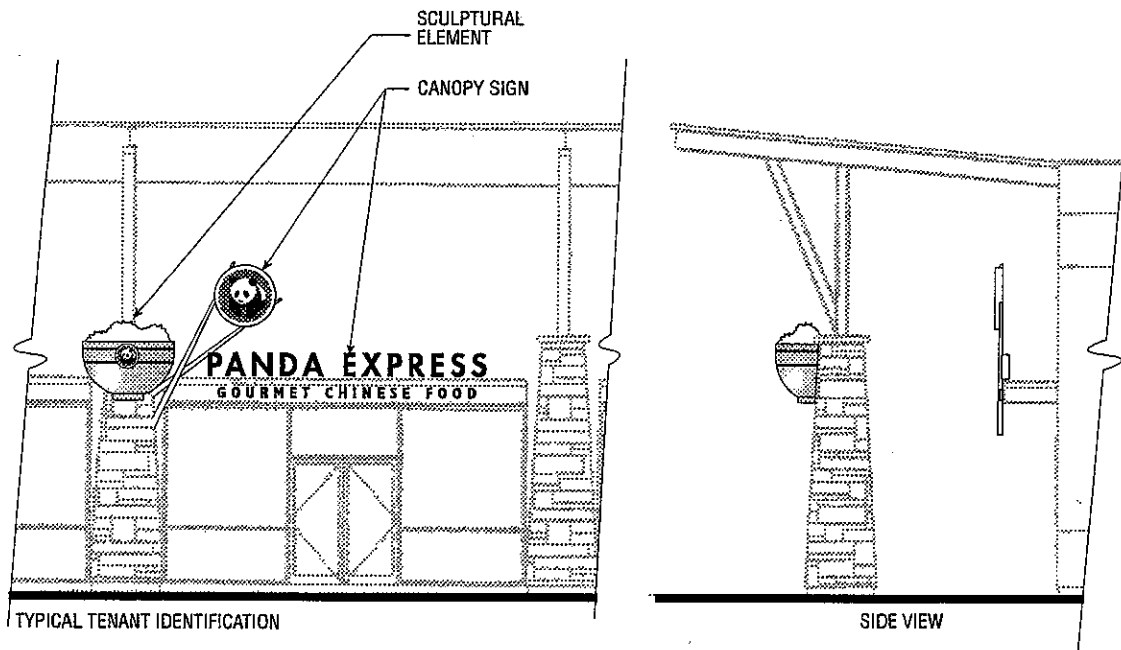 SCULPTURAL
ELEMENT
CANOPY SIGN
PANDA EXPRESS
GOURMET CHINESE FOOD
TYPICAL TENANT IDENTIFICATION
SIDE VIEW